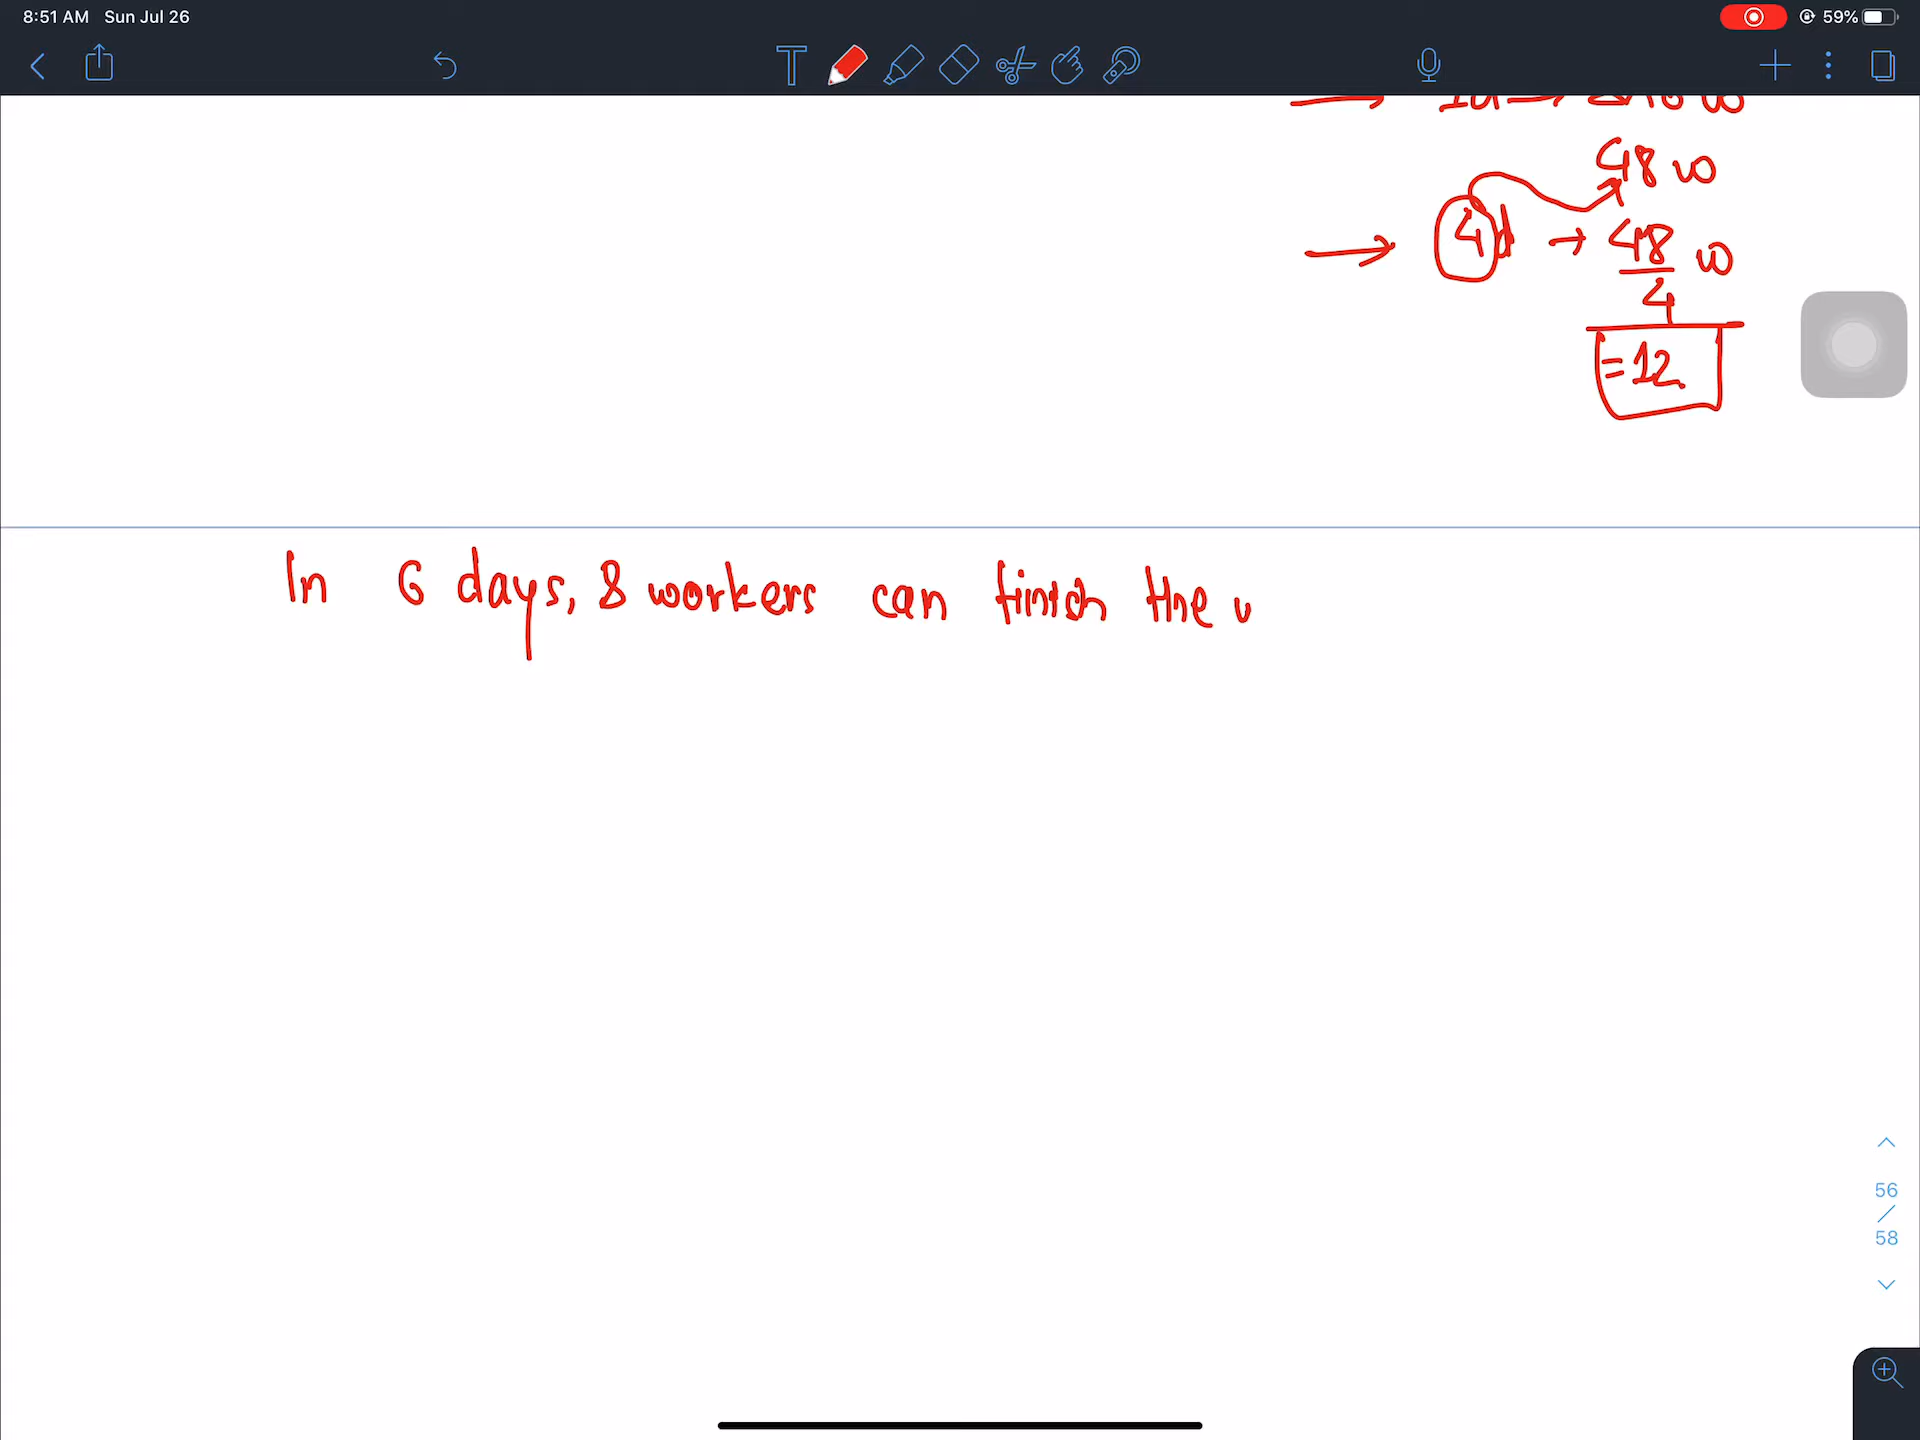 8:51 AM Sun Jul 26
59%
48 w
4d → 48/4 w
=12
In 6 days, 8 workers can finish the
56
/
58